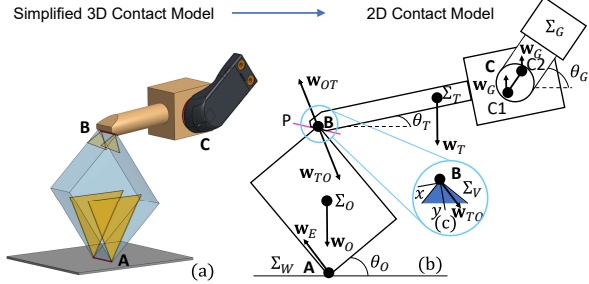 Simplified 3D Contact Model
2D Contact Model
B
C
A
(a)
Σ_G
w_G
C
C2
w_G
C1
θ_G
w_OT
Σ_T
P
B
θ_T
w_T
w_TO
B
Σ_V
x
y
w_TO
(c)
Σ_O
w_E
w_O
Σ_W
A
θ_O
(b)